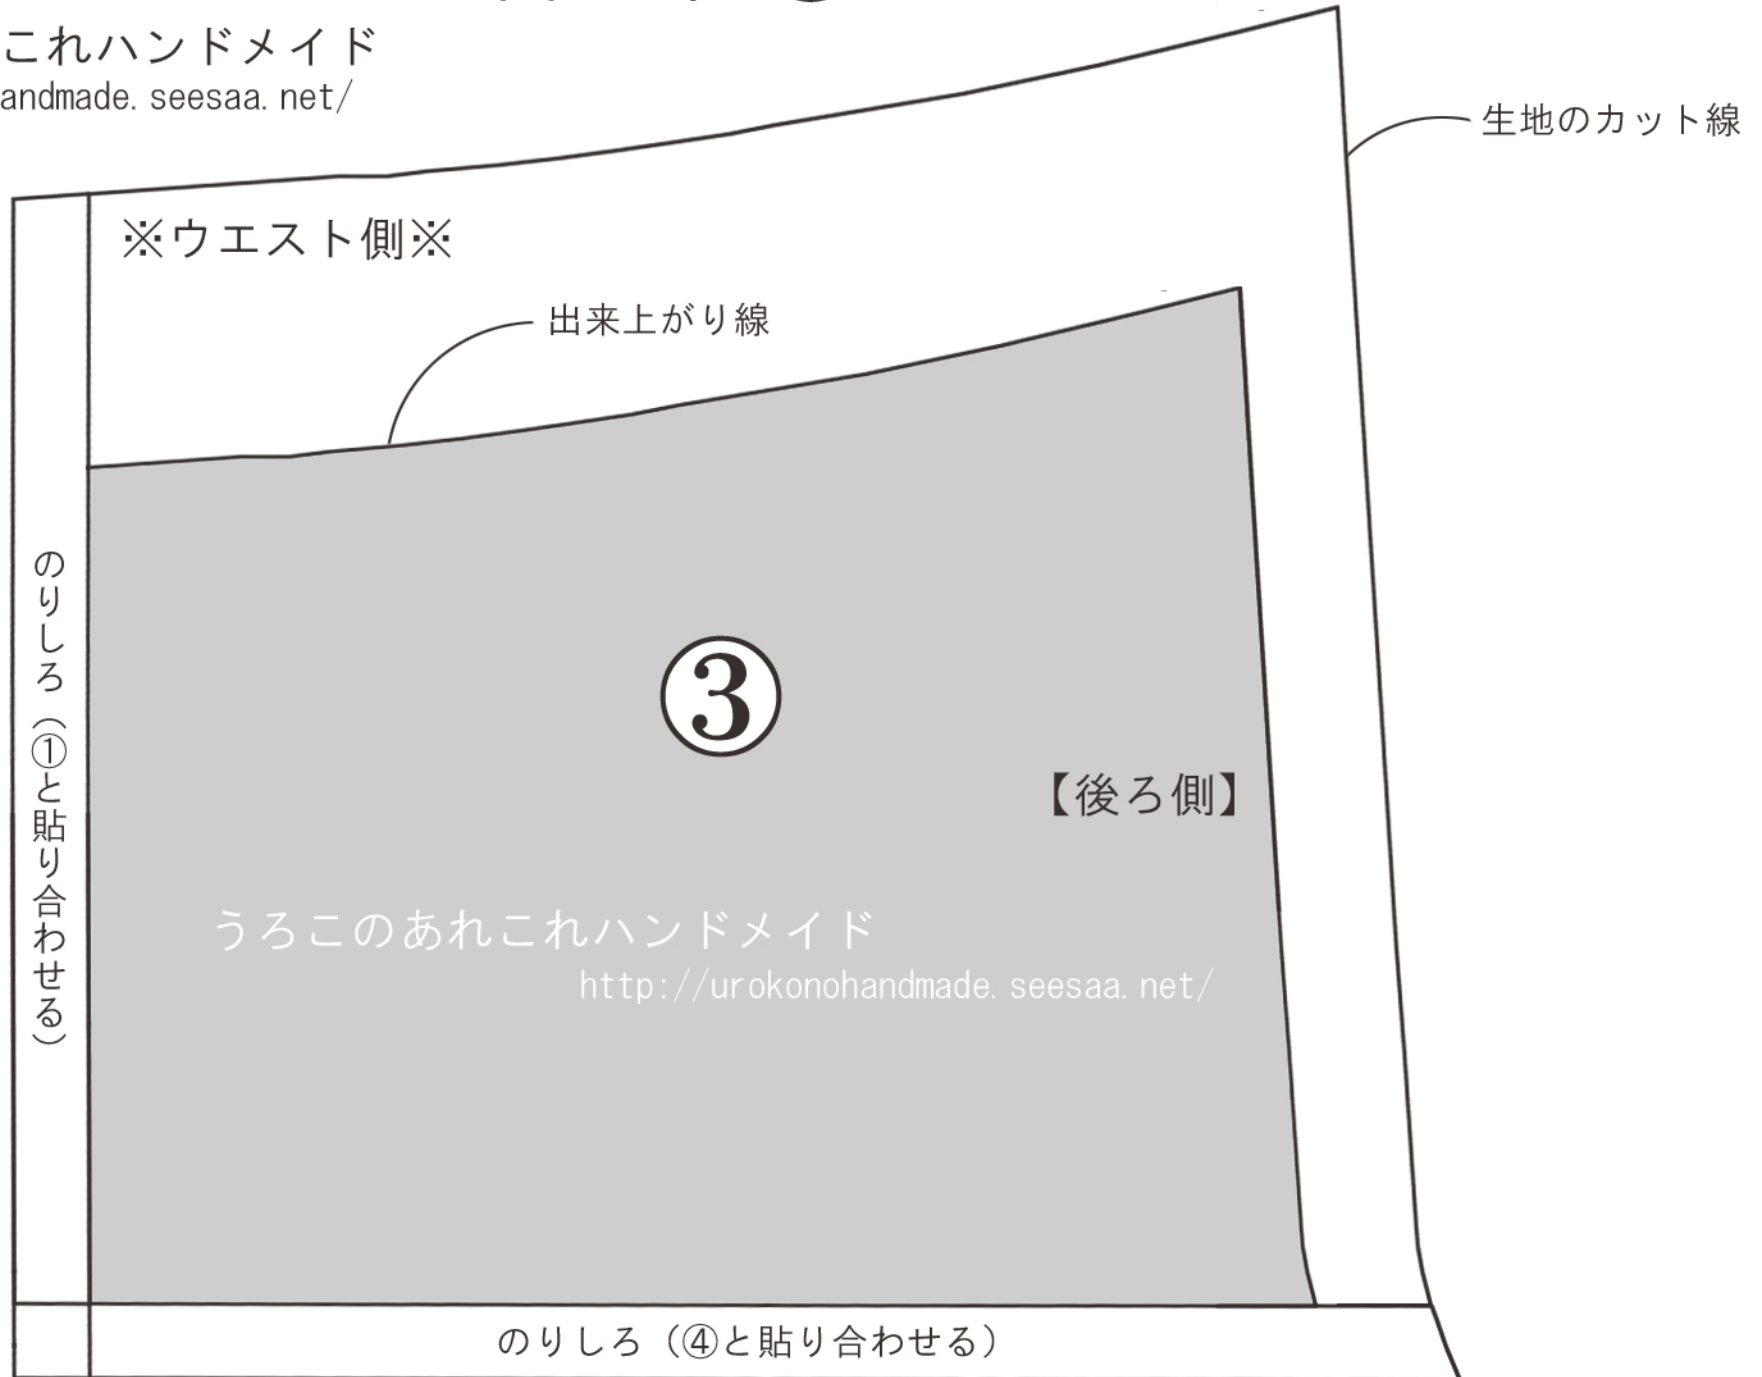 これハンドメイド
andmade.seesaa.net/
生地のカット線
※ウエスト側※
出来上がり線
のりしろ（①と貼り合わせる）
③
【後ろ側】
うろこのあれこれハンドメイド
http://urokonohandmade.seesaa.net/
のりしろ（④と貼り合わせる）